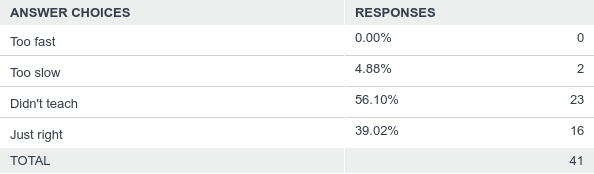 ANSWER CHOICES RESPONSES
Too fast 0.00% 0
Too slow 4.88% 2
Didn't teach 56.10% 23
Just right 39.02% 16
TOTAL 41